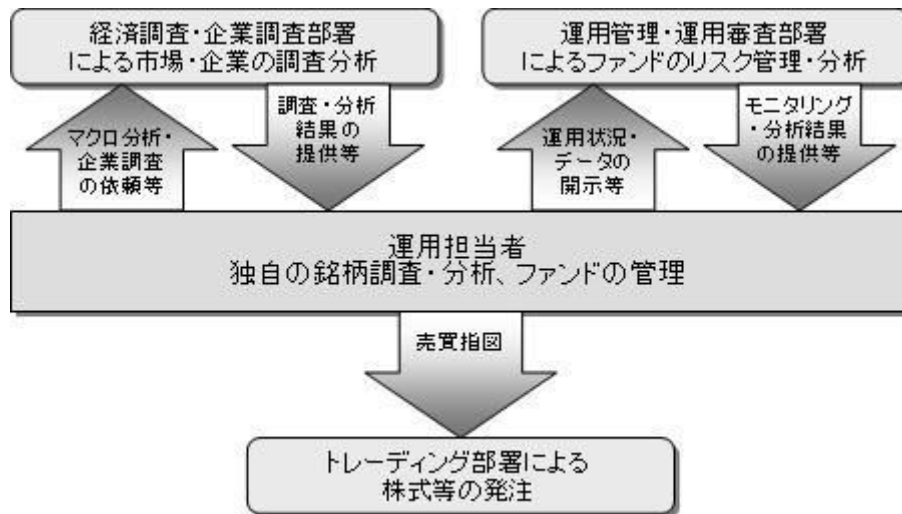 経済調査・企業調査部署
による市場・企業の調査分析
運用管理・運用審査部署
によるファンドのリスク管理・分析
マクロ分析・
企業調査
の依頼等
調査・分析
結果の
提供等
運用状況・
データの
開示等
モニタリング
・分析結果
の提供等
運用担当者
独自の銘柄調査・分析、ファンドの管理
売買指図
トレーディング部署による
株式等の発注